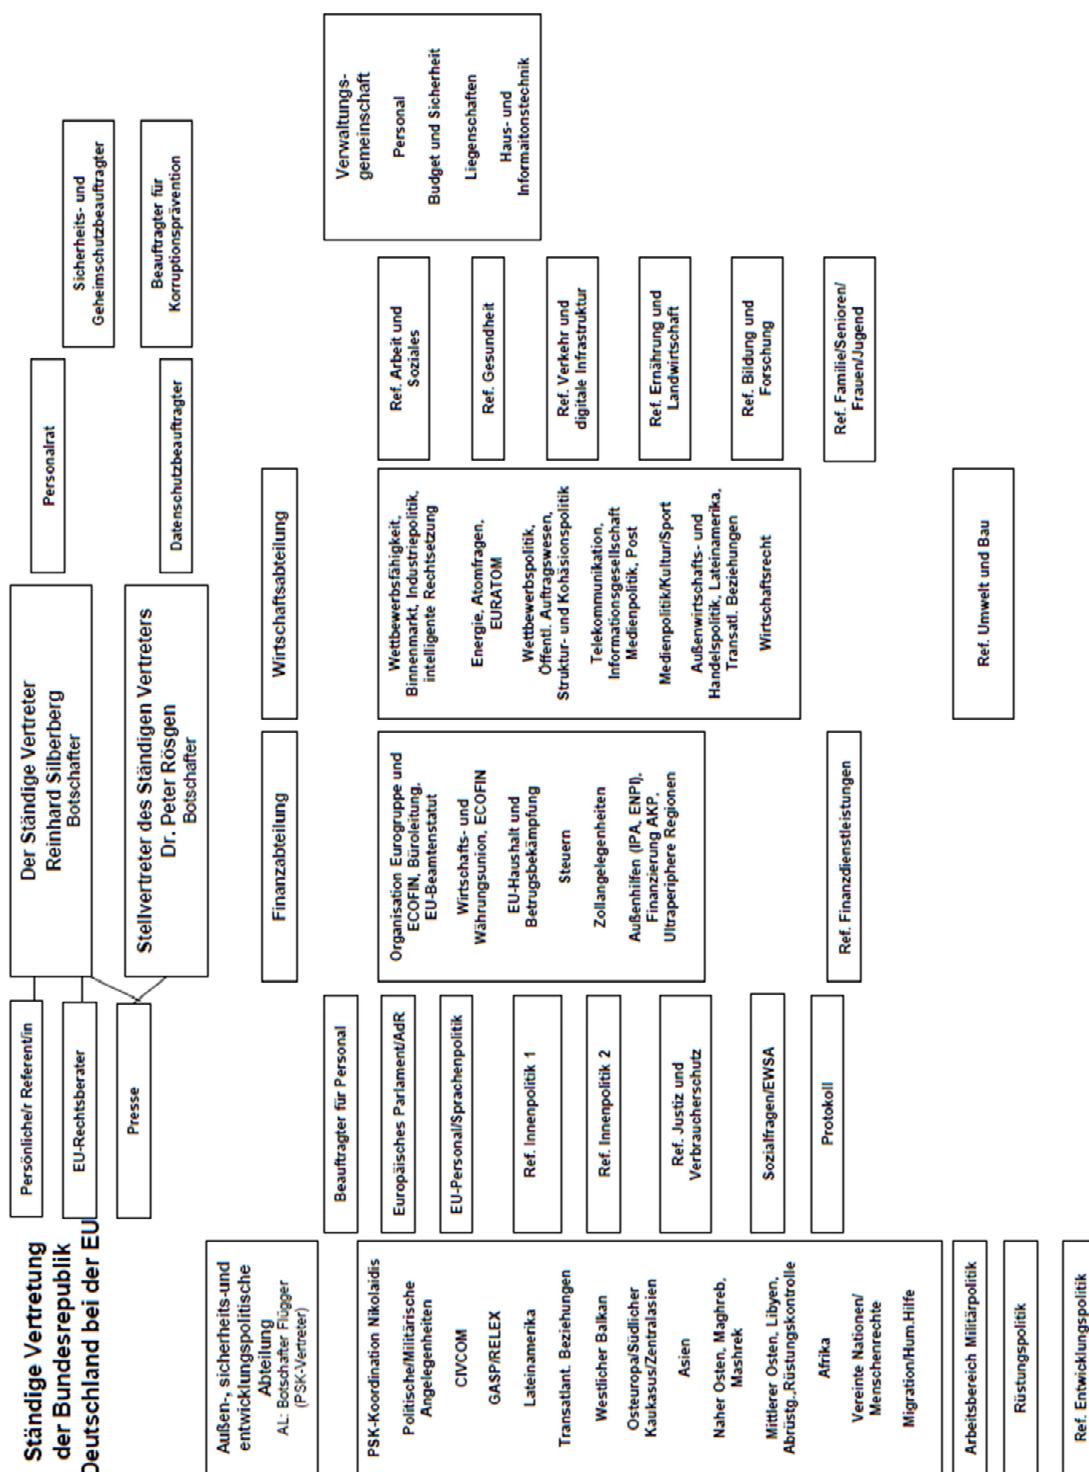 Ständige Vertretung
der Bundesrepublik
Deutschland bei der EU
Persönliche/r Referent/in
EU-Rechtsberater
Presse
Der Ständige Vertreter
Reinhard Silberberg
Botschafter
Stellvertreter des Ständigen Vertreters
Dr. Peter Rösgen
Botschafter
Personalrat
Datenschutzbeauftragter
Sicherheits- und
Geheimschutzbeauftragter
Beauftragter für
Korruptionsprävention
Außen-, sicherheits-und
entwicklungspolitische
Abteilung
AL: Botschafter Flügger
(PSK-Vertreter)
PSK-Koordination Nikolaidis
Politische/Militärische
Angelegenheiten
CIVCOM
GASP/RELEX
Lateinamerika
Transatlant. Beziehungen
Westlicher Balkan
Osteuropa/Südlicher
Kaukasus/Zentralasien
Asien
Naher Osten, Maghreb,
Mashrek
Mittlerer Osten, Libyen,
Abrüstg.,Rüstungskontrolle
Afrika
Vereinte Nationen/
Menschenrechte
Migration/Hum.Hilfe
Arbeitsbereich Militärpolitik
Rüstungspolitik
Ref. Entwicklungspolitik
Beauftragter für Personal
Europäisches Parlament/AdR
EU-Personal/Sprachenpolitik
Ref. Innenpolitik 1
Ref. Innenpolitik 2
Ref. Justiz und
Verbraucherschutz
Sozialfragen/EWSA
Protokoll
Finanzabteilung
Organisation Eurogruppe und
ECOFIN, Büroleitung,
EU-Beamtenstatut
Wirtschafts- und
Währungsunion, ECOFIN
EU-Haushalt und
Betrugsbekämpfung
Steuern
Zollangelegenheiten
Außenhilfen (IPA, ENPI),
Finanzierung AKP,
Ultraperiphere Regionen
Ref. Finanzdienstleistungen
Wirtschaftsabteilung
Wettbewerbsfähigkeit,
Binnenmarkt, Industriepolitik,
intelligente Rechtsetzung
Energie, Atomfragen,
EURATOM
Wettbewerbspolitik,
Öffentl. Auftragswesen,
Struktur- und Kohäsionspolitik
Telekommunikation,
Informationsgesellschaft
Medienpolitik, Post
Medienpolitik/Kultur/Sport
Außenwirtschafts- und
Handelspolitik, Lateinamerika,
Transatl. Beziehungen
Wirtschaftsrecht
Ref. Umwelt und Bau
Ref. Arbeit und
Soziales
Ref. Gesundheit
Ref. Verkehr und
digitale Infrastruktur
Ref. Ernährung und
Landwirtschaft
Ref. Bildung und
Forschung
Ref. Familie/Senioren/
Frauen/Jugend
Verwaltungs-
gemeinschaft
Personal
Budget und Sicherheit
Liegenschaften
Haus- und
Informaitonstechnik